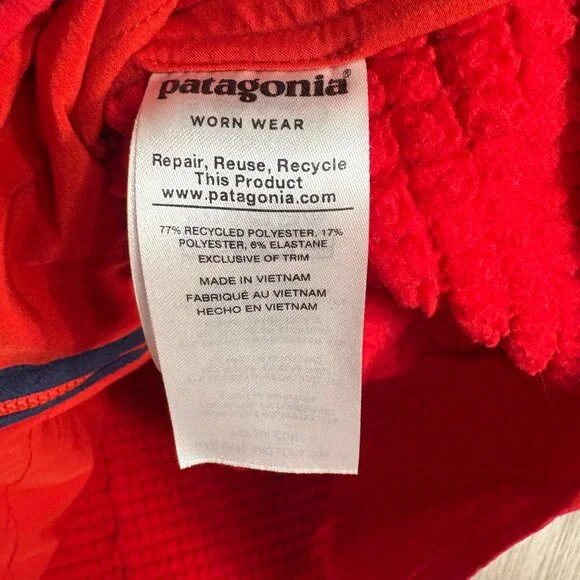 patagonia®
WORN WEAR
Repair, Reuse, Recycle
This Product
www.patagonia.com
77% RECYCLED POLYESTER, 17%
POLYESTER, 6% ELASTANE
EXCLUSIVE OF TRIM
MADE IN VIETNAM
FABRIQUÉ AU VIETNAM
HECHO EN VIETNAM